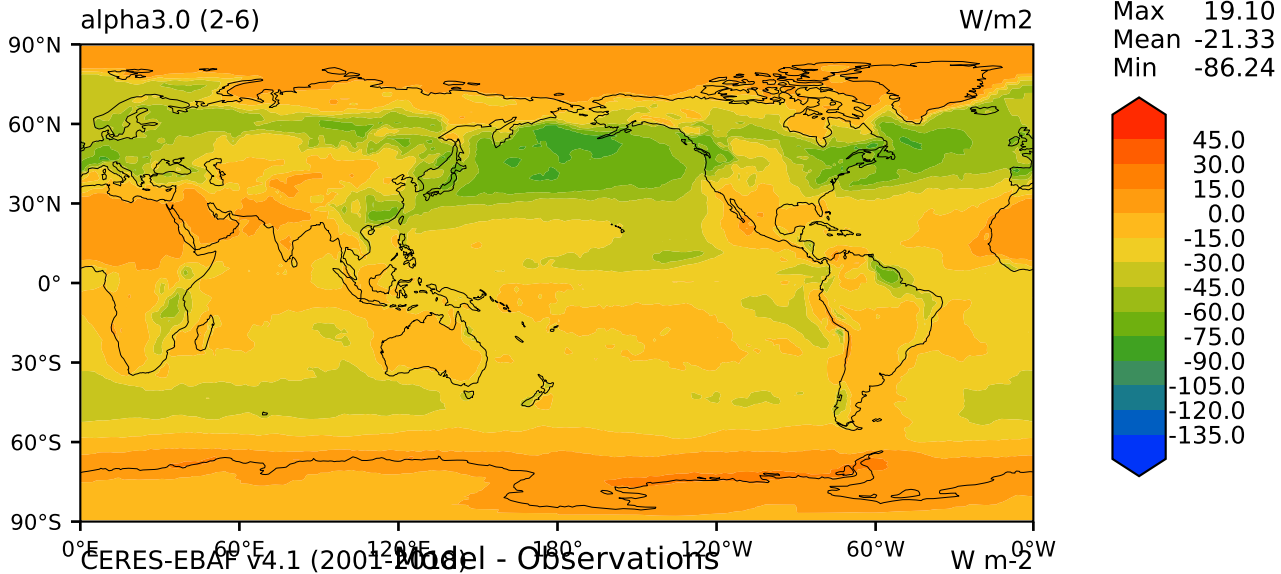 alpha3.0 (2-6) W/m2
Max 19.10
Mean -21.33
Min -86.24
90°N
60°N
30°N
0°
30°S
60°S
90°S
45.0
30.0
15.0
0.0
-15.0
-30.0
-45.0
-60.0
-75.0
-90.0
-105.0
-120.0
-135.0
0°E 60°E 120°E 180° 120°W 60°W 0°W
CERES-EBAF v4.1 (2001-2018) Model - Observations W m-2